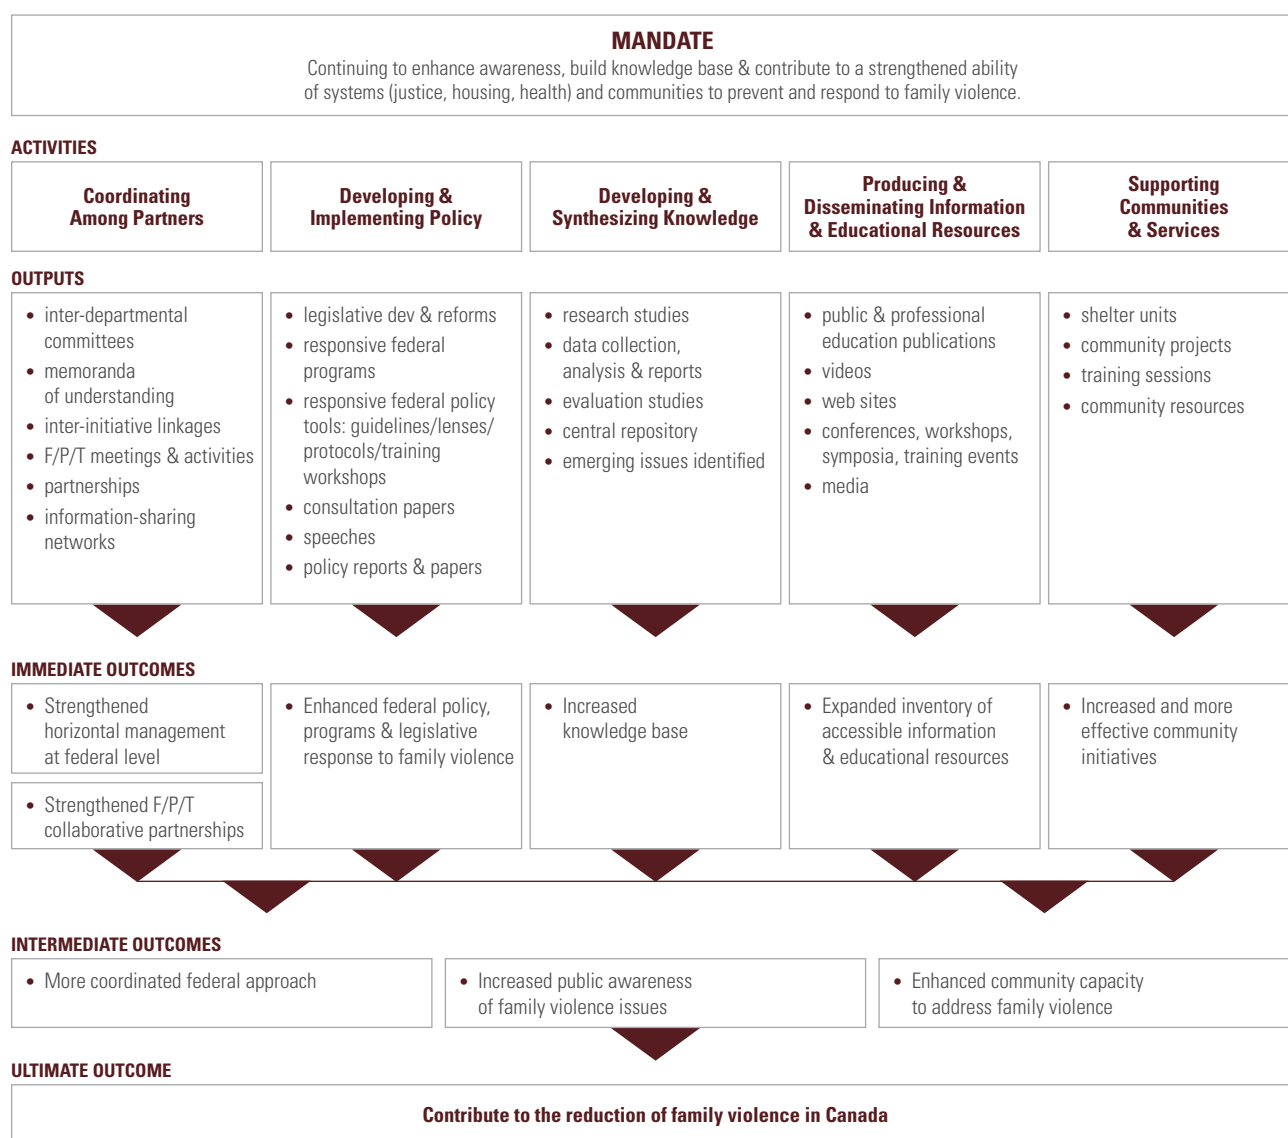 MANDATE
Continuing to enhance awareness, build knowledge base & contribute to a strengthened ability
of systems (justice, housing, health) and communities to prevent and respond to family violence.
ACTIVITIES
Coordinating
Among Partners
Developing &
Implementing Policy
Developing &
Synthesizing Knowledge
Producing &
Disseminating Information
& Educational Resources
Supporting
Communities
& Services
OUTPUTS
• inter-departmental
committees
• memoranda
of understanding
• inter-initiative linkages
• F/P/T meetings & activities
• partnerships
• information-sharing
networks
• legislative dev & reforms
• responsive federal
programs
• responsive federal policy
tools: guidelines/lenses/
protocols/training
workshops
• consultation papers
• speeches
• policy reports & papers
• research studies
• data collection,
analysis & reports
• evaluation studies
• central repository
• emerging issues identified
• public & professional
education publications
• videos
• web sites
• conferences, workshops,
symposia, training events
• media
• shelter units
• community projects
• training sessions
• community resources
IMMEDIATE OUTCOMES
• Strengthened
horizontal management
at federal level
• Strengthened F/P/T
collaborative partnerships
• Enhanced federal policy,
programs & legislative
response to family violence
• Increased
knowledge base
• Expanded inventory of
accessible information
& educational resources
• Increased and more
effective community
initiatives
INTERMEDIATE OUTCOMES
• More coordinated federal approach
• Increased public awareness
of family violence issues
• Enhanced community capacity
to address family violence
ULTIMATE OUTCOME
Contribute to the reduction of family violence in Canada